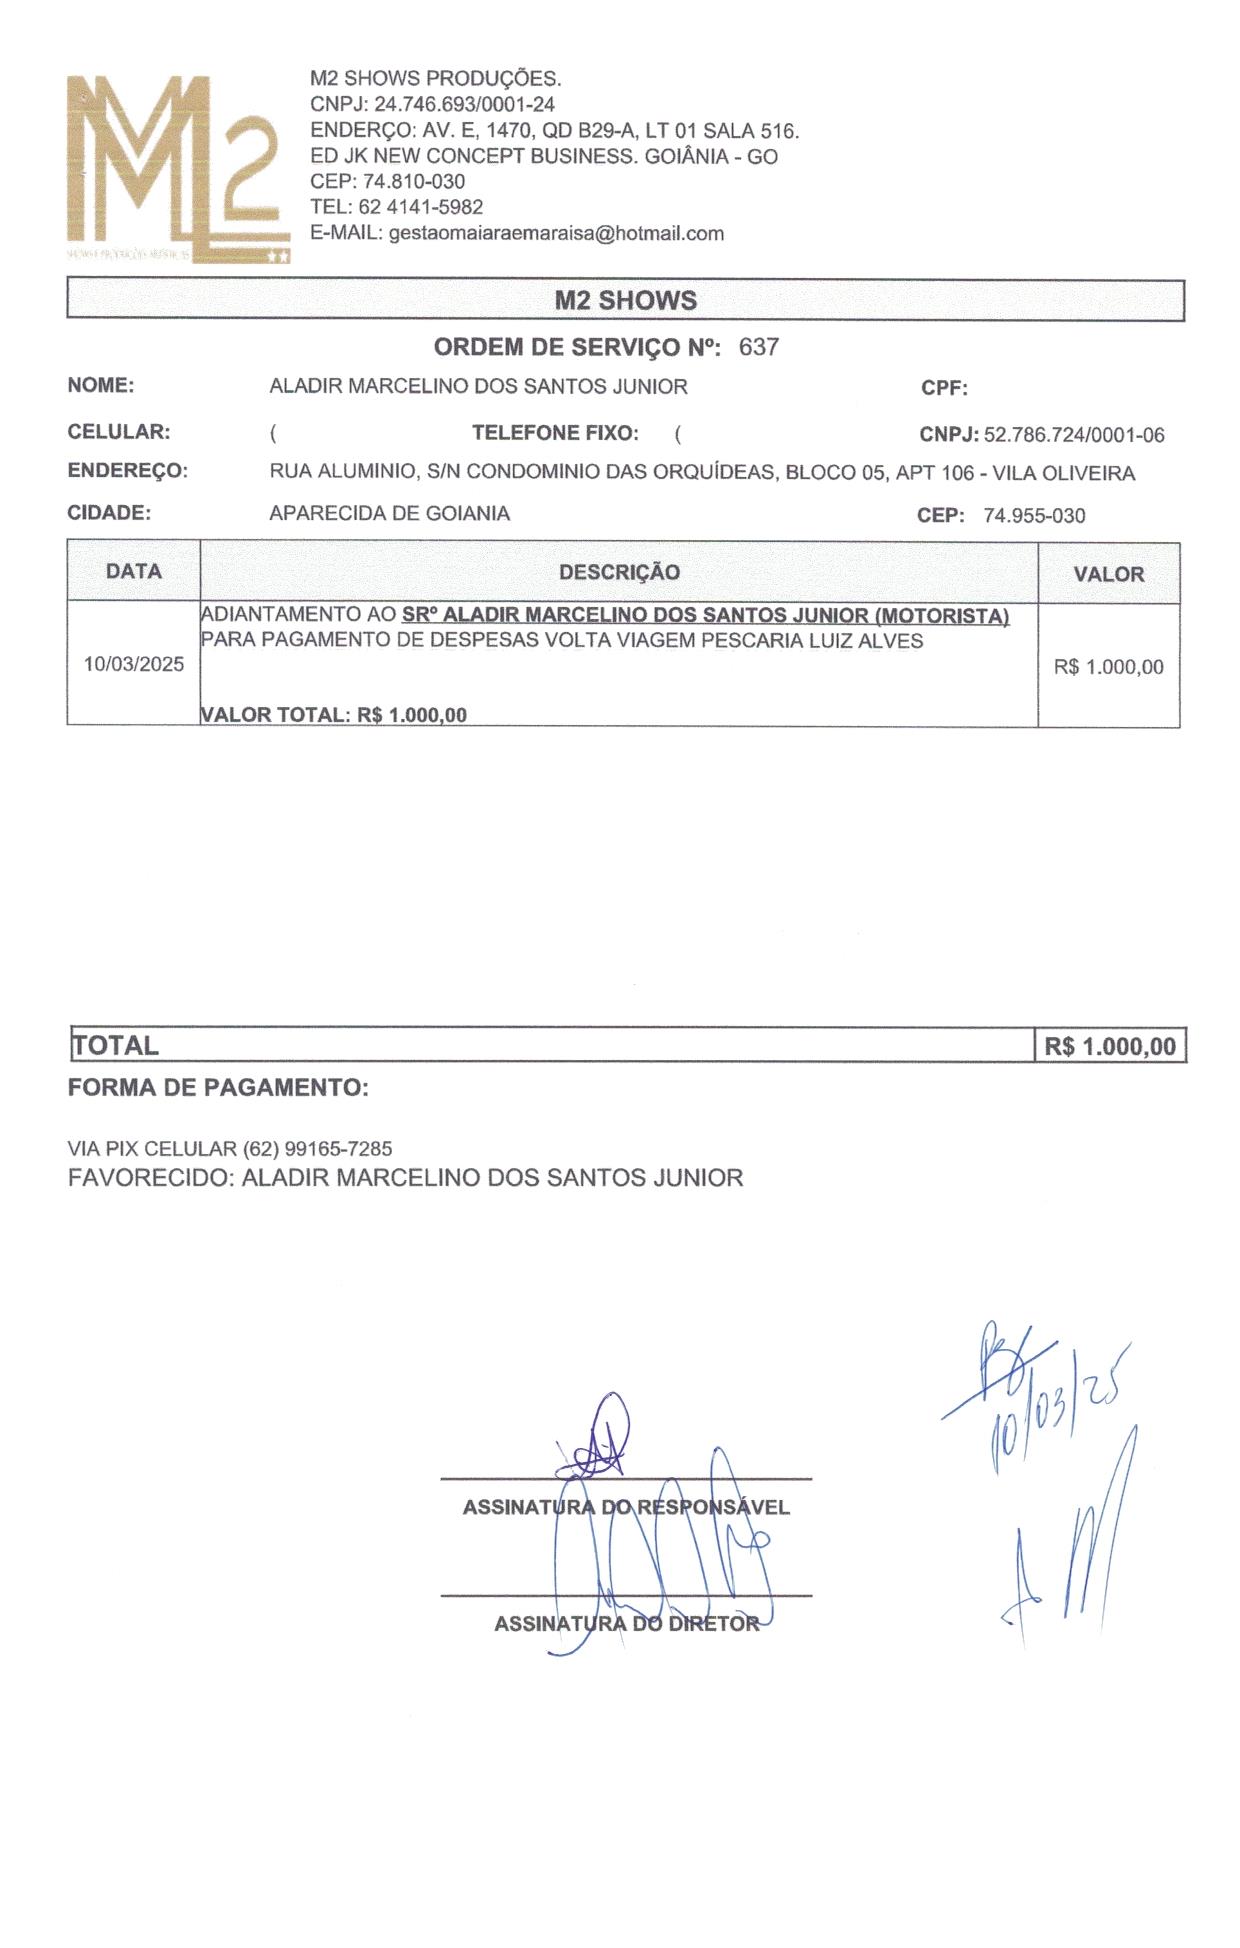 M2
SHOWS E PRODUÇÕES ARTÍSTICAS
M2 SHOWS PRODUÇÕES.
CNPJ: 24.746.693/0001-24
ENDERÇO: AV. E, 1470, QD B29-A, LT 01 SALA 516.
ED JK NEW CONCEPT BUSINESS. GOIÂNIA - GO
CEP: 74.810-030
TEL: 62 4141-5982
E-MAIL: gestaomaiaraemaraisa@hotmail.com
M2 SHOWS
ORDEM DE SERVIÇO Nº: 637
NOME: ALADIR MARCELINO DOS SANTOS JUNIOR CPF:
CELULAR: ( TELEFONE FIXO: ( CNPJ: 52.786.724/0001-06
ENDEREÇO: RUA ALUMINIO, S/N CONDOMINIO DAS ORQUÍDEAS, BLOCO 05, APT 106 - VILA OLIVEIRA
CIDADE: APARECIDA DE GOIANIA CEP: 74.955-030
DATA DESCRIÇÃO VALOR
ADIANTAMENTO AO SRº ALADIR MARCELINO DOS SANTOS JUNIOR (MOTORISTA)
PARA PAGAMENTO DE DESPESAS VOLTA VIAGEM PESCARIA LUIZ ALVES
10/03/2025 R$ 1.000,00
VALOR TOTAL: R$ 1.000,00
TOTAL R$ 1.000,00
FORMA DE PAGAMENTO:
VIA PIX CELULAR (62) 99165-7285
FAVORECIDO: ALADIR MARCELINO DOS SANTOS JUNIOR
10/03/25
ASSINATURA DO RESPONSÁVEL
ASSINATURA DO DIRETOR